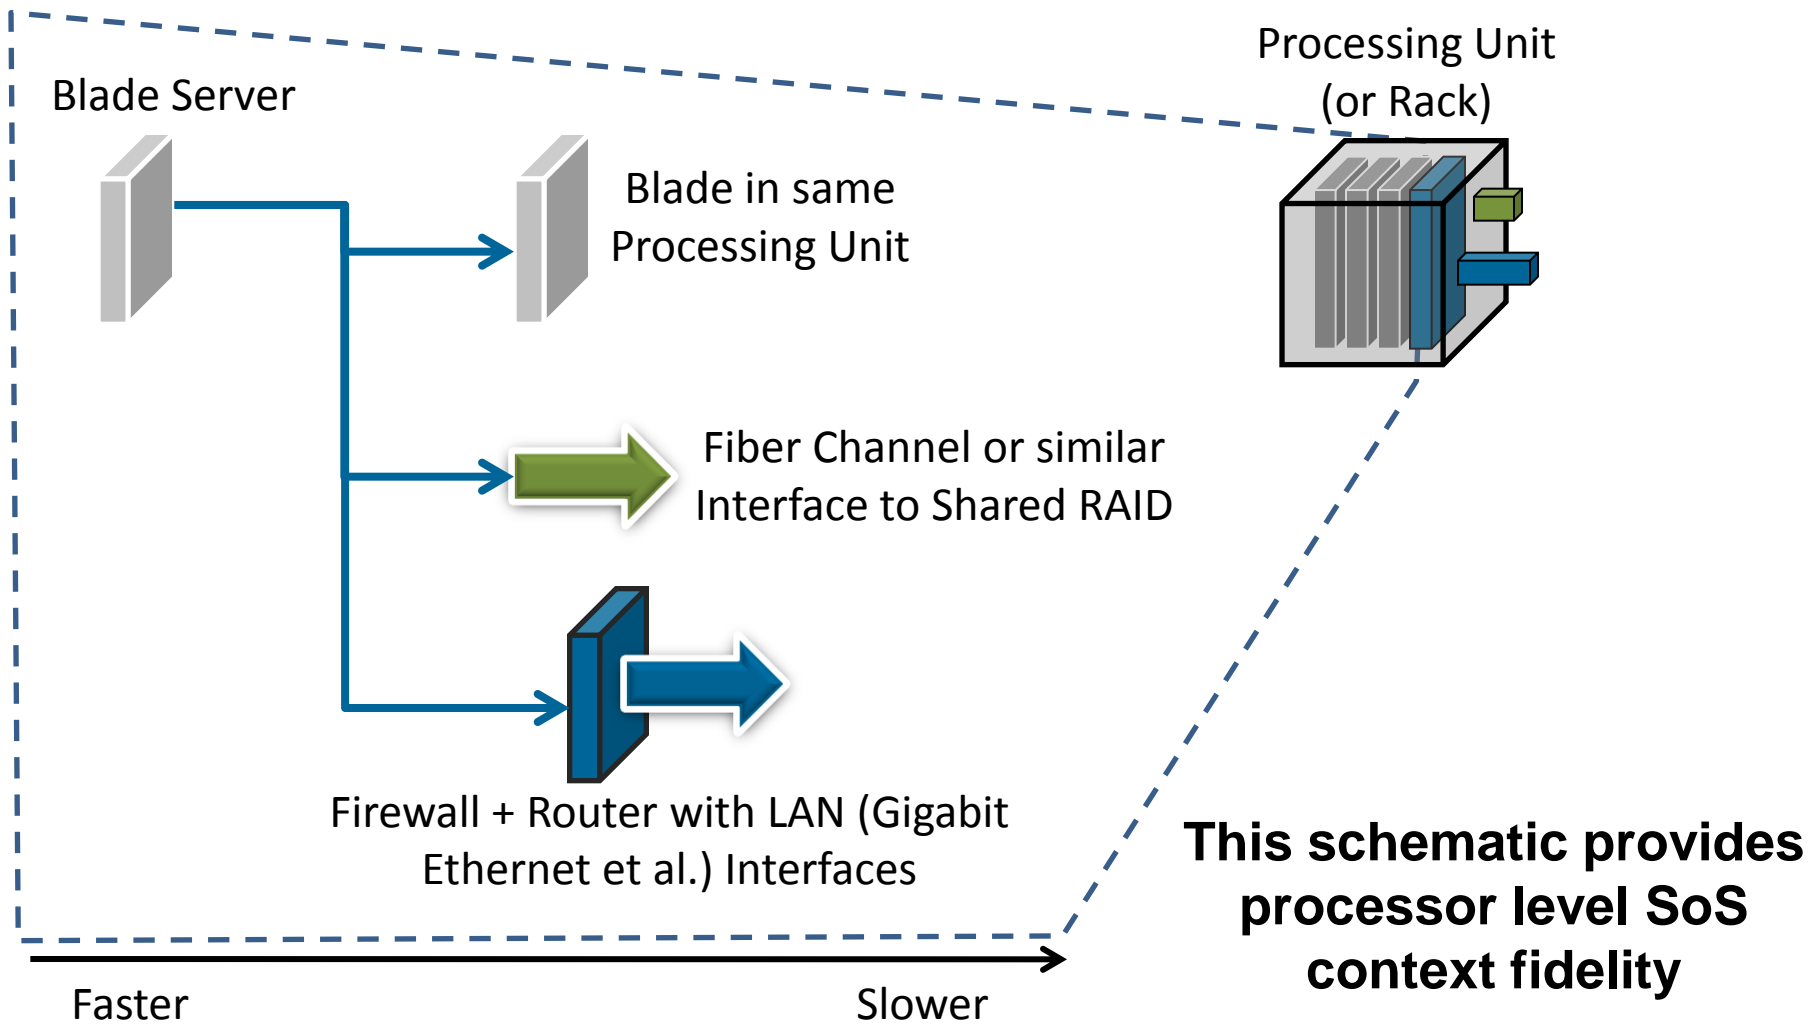 Processing Unit
(or Rack)
Blade Server
Blade in same
Processing Unit
Fiber Channel or similar
Interface to Shared RAID
Firewall + Router with LAN (Gigabit
Ethernet et al.) Interfaces
This schematic provides
processor level SoS
context fidelity
Faster
Slower